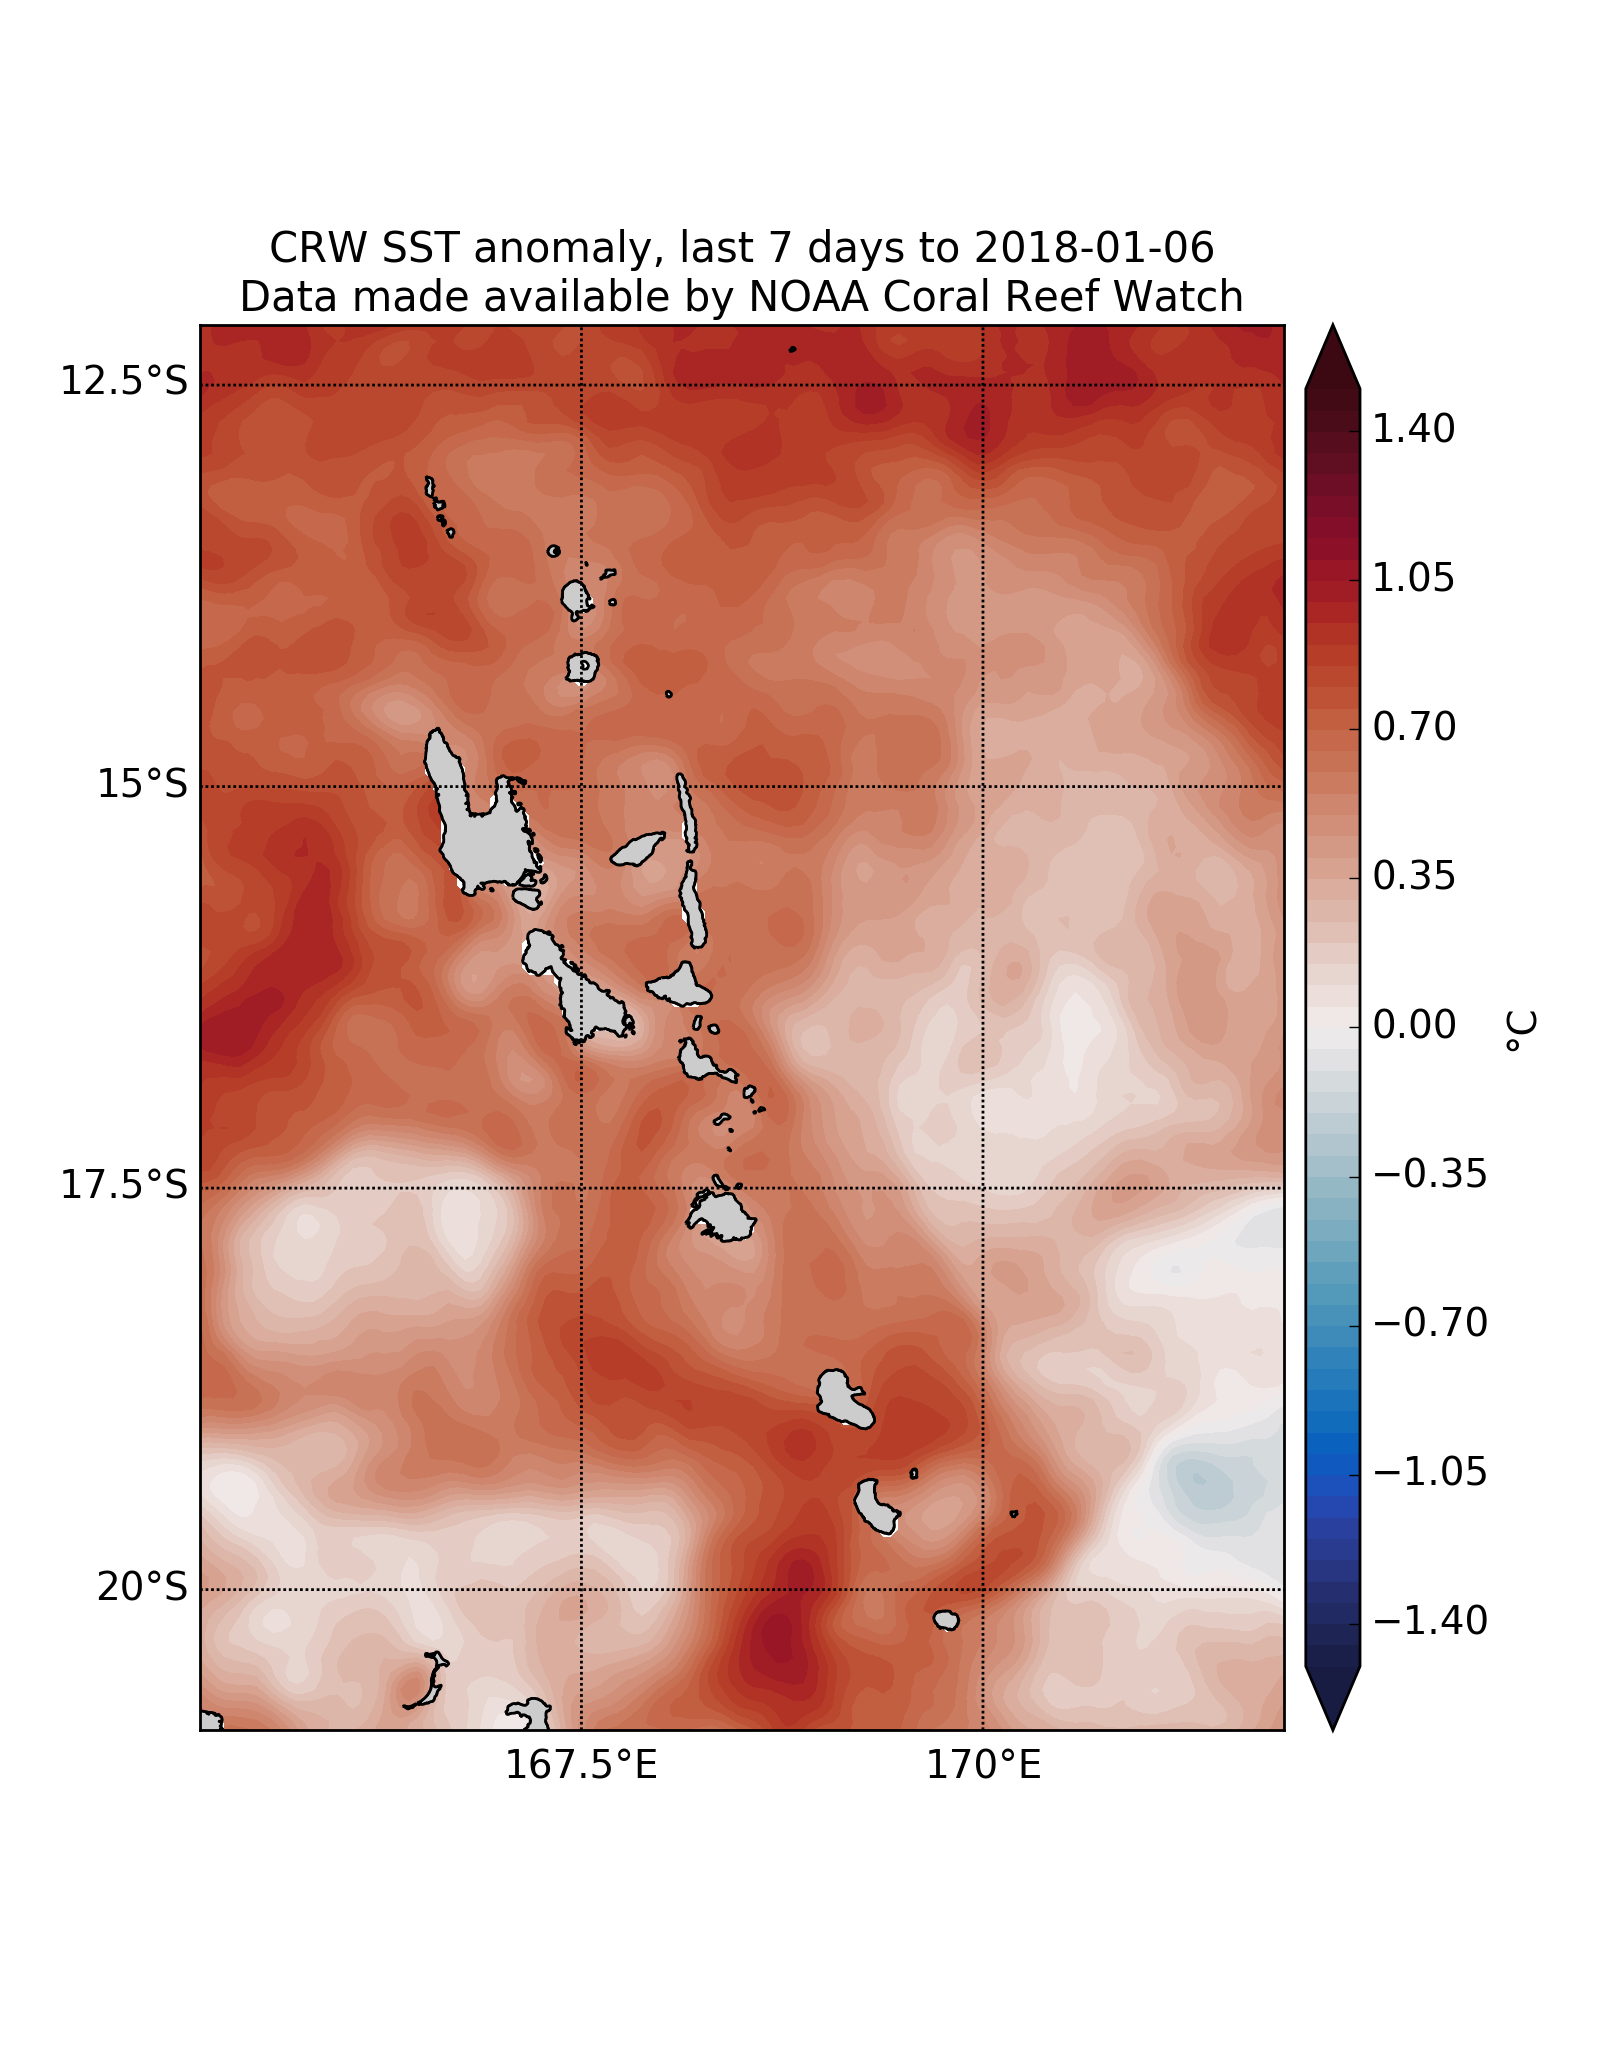 CRW SST anomaly, last 7 days to 2018-01-06
Data made available by NOAA Coral Reef Watch
12.5°S
15°S
17.5°S
20°S
167.5°E
170°E
1.40
1.05
0.70
0.35
0.00
−0.35
−0.70
−1.05
−1.40
°C